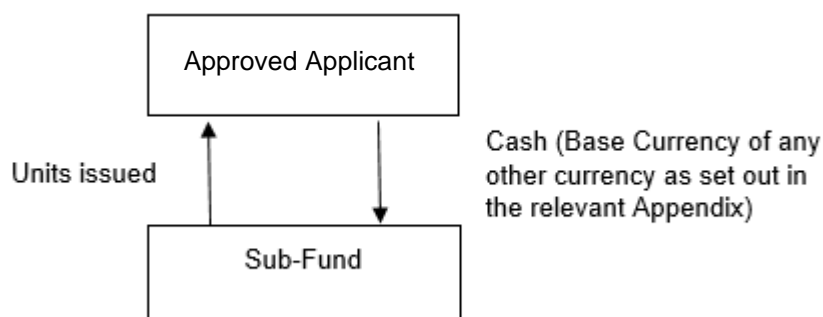 Approved Applicant
Units issued
Cash (Base Currency of any
other currency as set out in
the relevant Appendix)
Sub-Fund